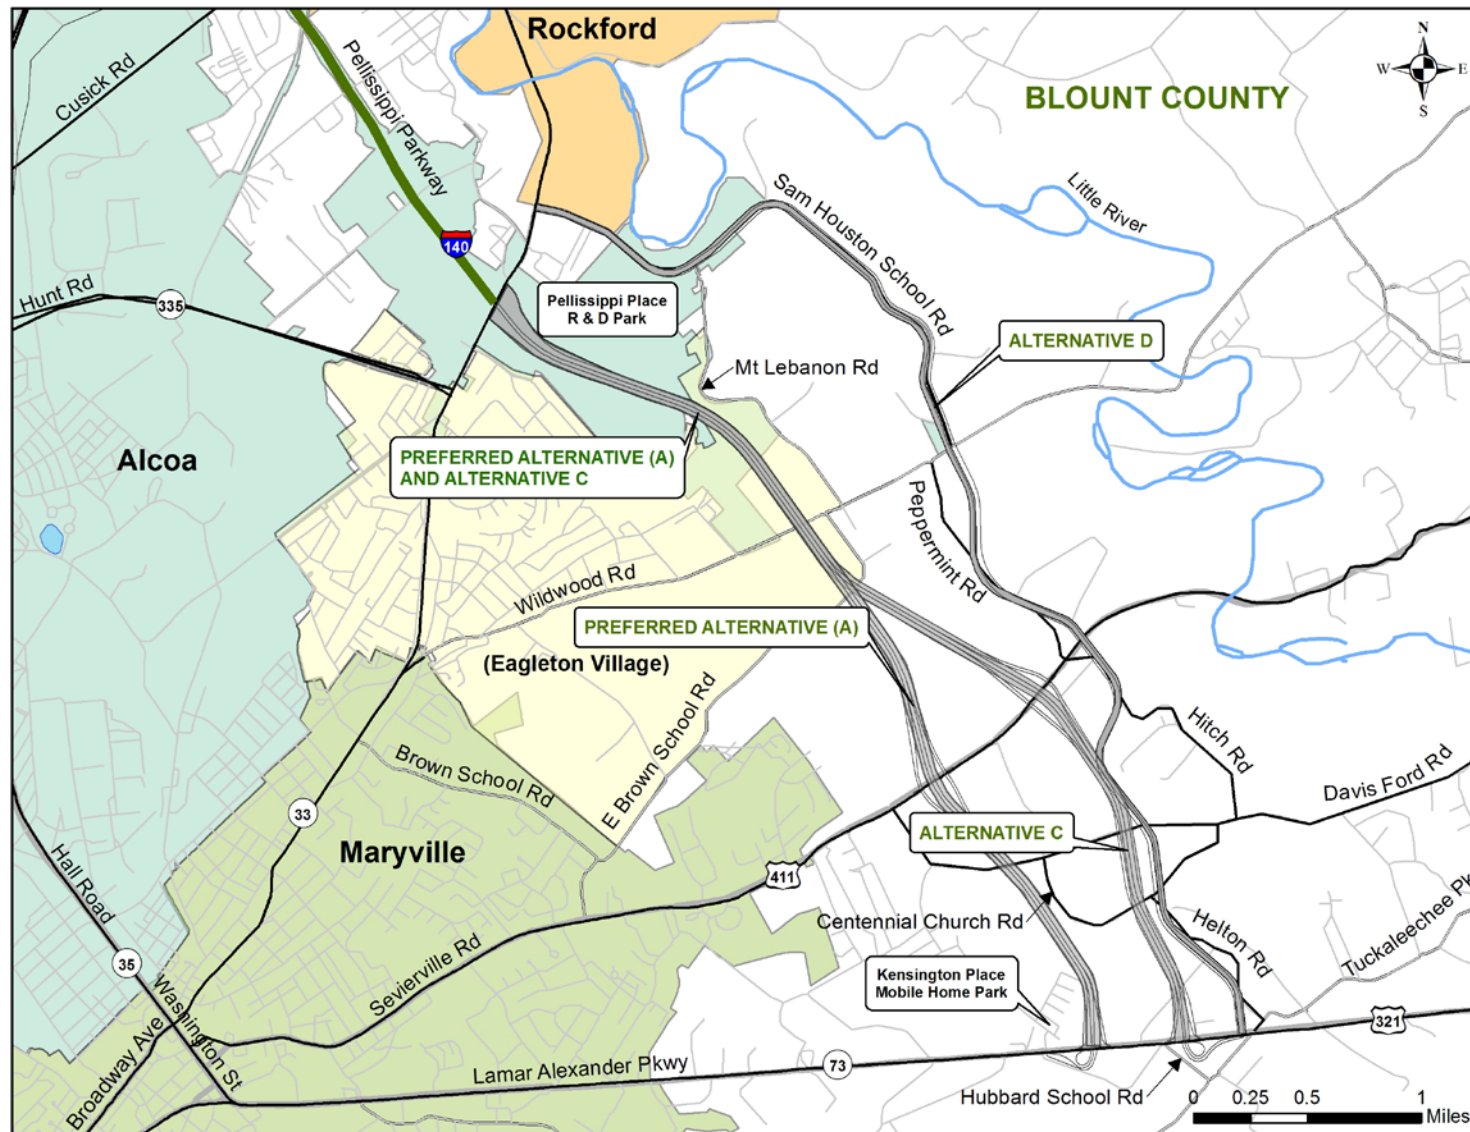 Rockford
Cusick Rd
Pellissippi Parkway
BLOUNT COUNTY
N
W
E
S
Little River
Sam Houston School Rd
140
Hunt Rd
335
Pellissippi Place
R & D Park
ALTERNATIVE D
Mt Lebanon Rd
Alcoa
PREFERRED ALTERNATIVE (A)
AND ALTERNATIVE C
Peppermint Rd
Wildwood Rd
PREFERRED ALTERNATIVE (A)
(Eagleton Village)
Hitch Rd
Davis Ford Rd
Brown School Rd
E Brown School Rd
33
Maryville
ALTERNATIVE C
411
Hall Road
Centennial Church Rd
Helton Rd
Tuckaleechee Pk
35
Sevierville Rd
Kensington Place
Mobile Home Park
Washington St
Broadway Ave
321
Lamar Alexander Pkwy
73
Hubbard School Rd
0 0.25 0.5 1
Miles